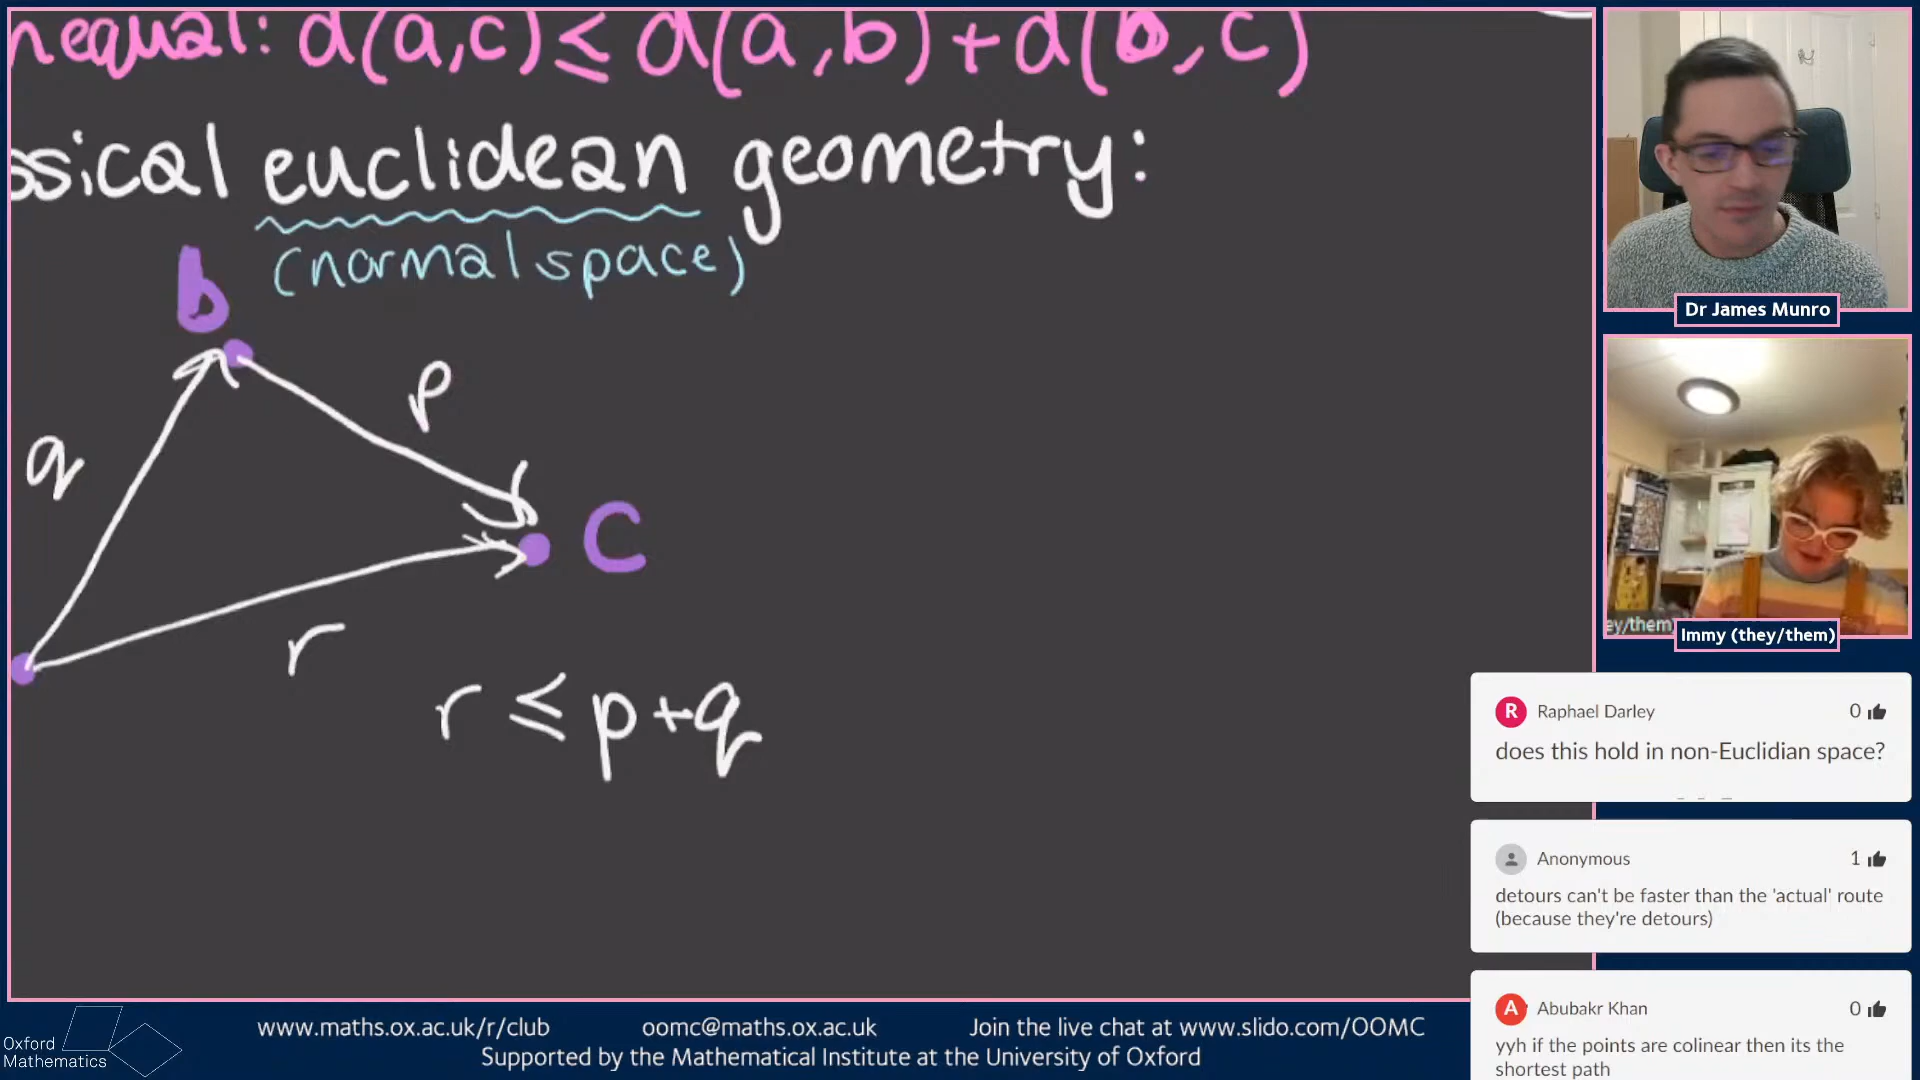 nequal: d(a,c) ≤ d(a,b) + d(b,c)
ssical euclidean geometry:
(normal space)
b
p
q
C
r
r ≤ p+q
Dr James Munro
ey/them
Immy (they/them)
R Raphael Darley 0
does this hold in non-Euclidian space?
Anonymous 1
detours can't be faster than the 'actual' route
(because they're detours)
A Abubakr Khan 0
yyh if the points are colinear then its the
shortest path
Oxford
Mathematics
www.maths.ox.ac.uk/r/club oomc@maths.ox.ac.uk Join the live chat at www.slido.com/OOMC
Supported by the Mathematical Institute at the University of Oxford